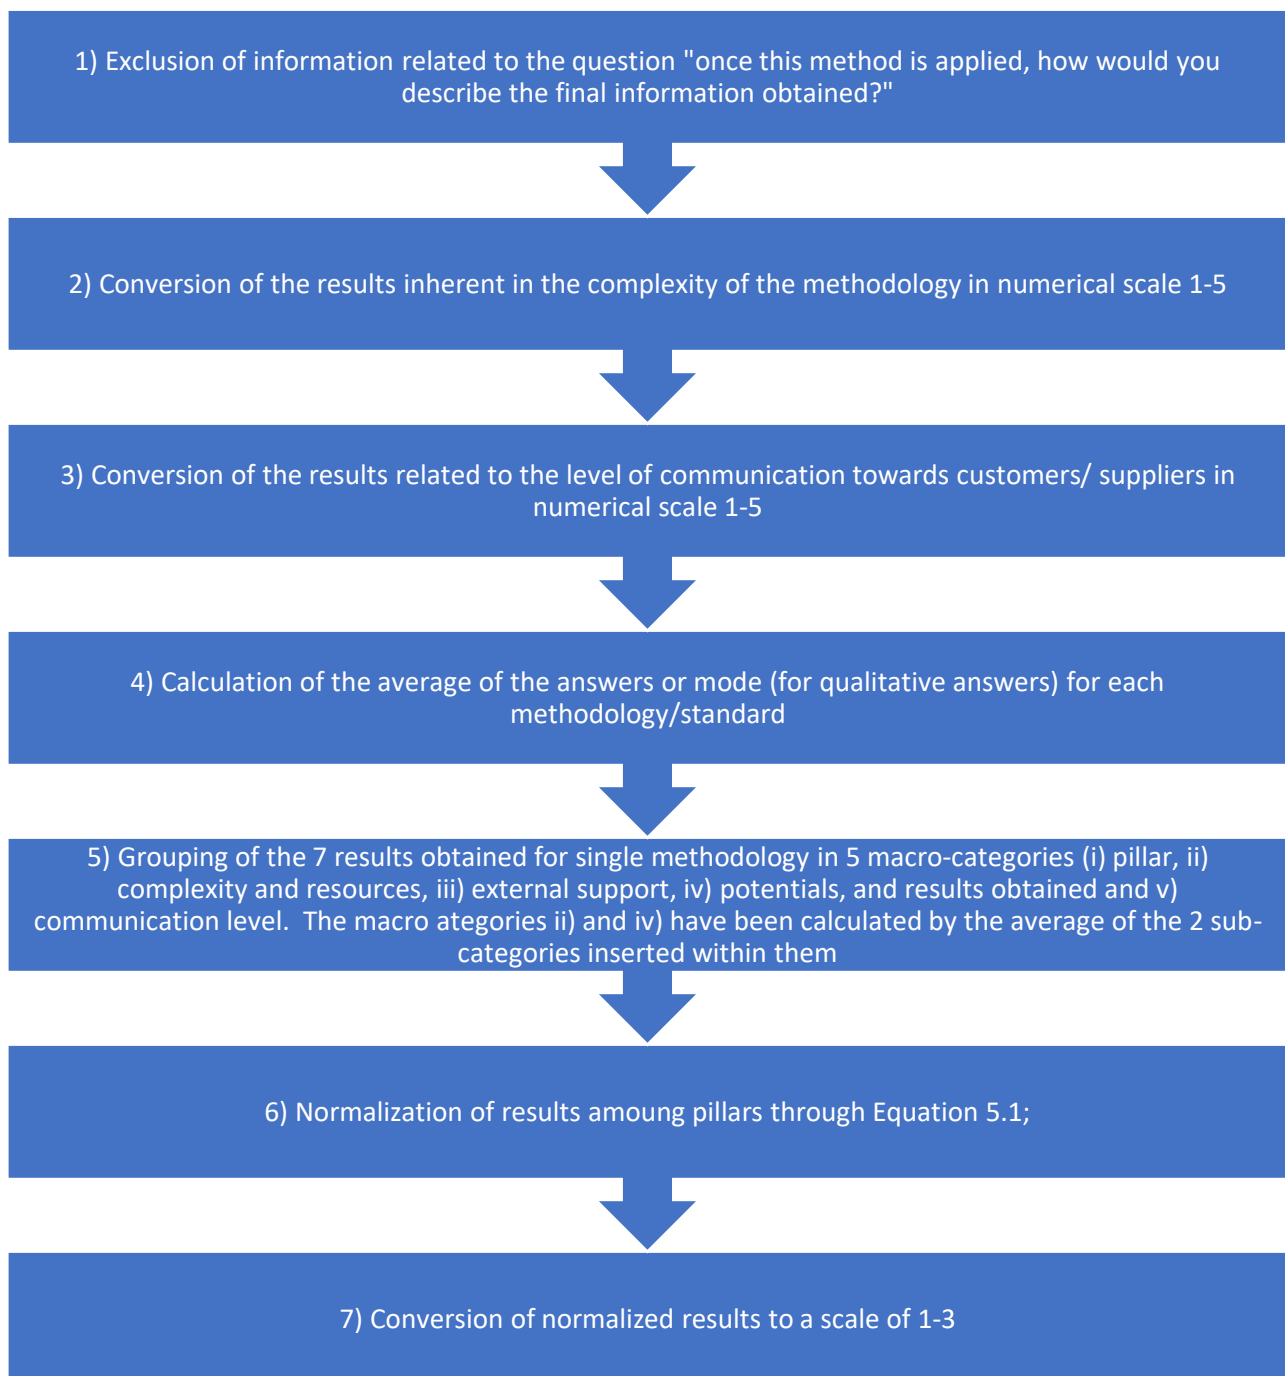 1) Exclusion of information related to the question "once this method is applied, how would you
describe the final information obtained?"
2) Conversion of the results inherent in the complexity of the methodology in numerical scale 1-5
3) Conversion of the results related to the level of communication towards customers/ suppliers in
numerical scale 1-5
4) Calculation of the average of the answers or mode (for qualitative answers) for each
methodology/standard
5) Grouping of the 7 results obtained for single methodology in 5 macro-categories (i) pillar, ii)
complexity and resources, iii) external support, iv) potentials, and results obtained and v)
communication level.  The macro ategories ii) and iv) have been calculated by the average of the 2 sub-
categories inserted within them
6) Normalization of results amoung pillars through Equation 5.1;
7) Conversion of normalized results to a scale of 1-3